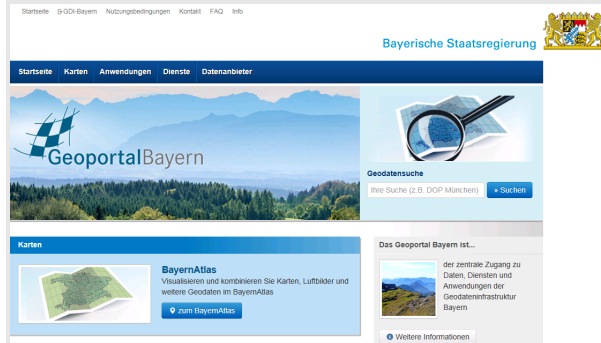 Startseite GDI-Bayern Nutzungsbedingungen Kontakt FAQ Info
Bayerische Staatsregierung
Startseite Karten Anwendungen Dienste Datenanbieter
GeoportalBayern
Geodatensuche
Ihre Suche (z.B. DOP München) » Suchen
Karten
BayernAtlas
Visualisieren und kombinieren Sie Karten, Luftbilder und
weitere Geodaten im BayernAtlas
zum BayernAtlas
Das Geoportal Bayern ist...
der zentrale Zugang zu
Daten, Diensten und
Anwendungen der
Geodateninfrastruktur
Bayern
Weitere Informationen